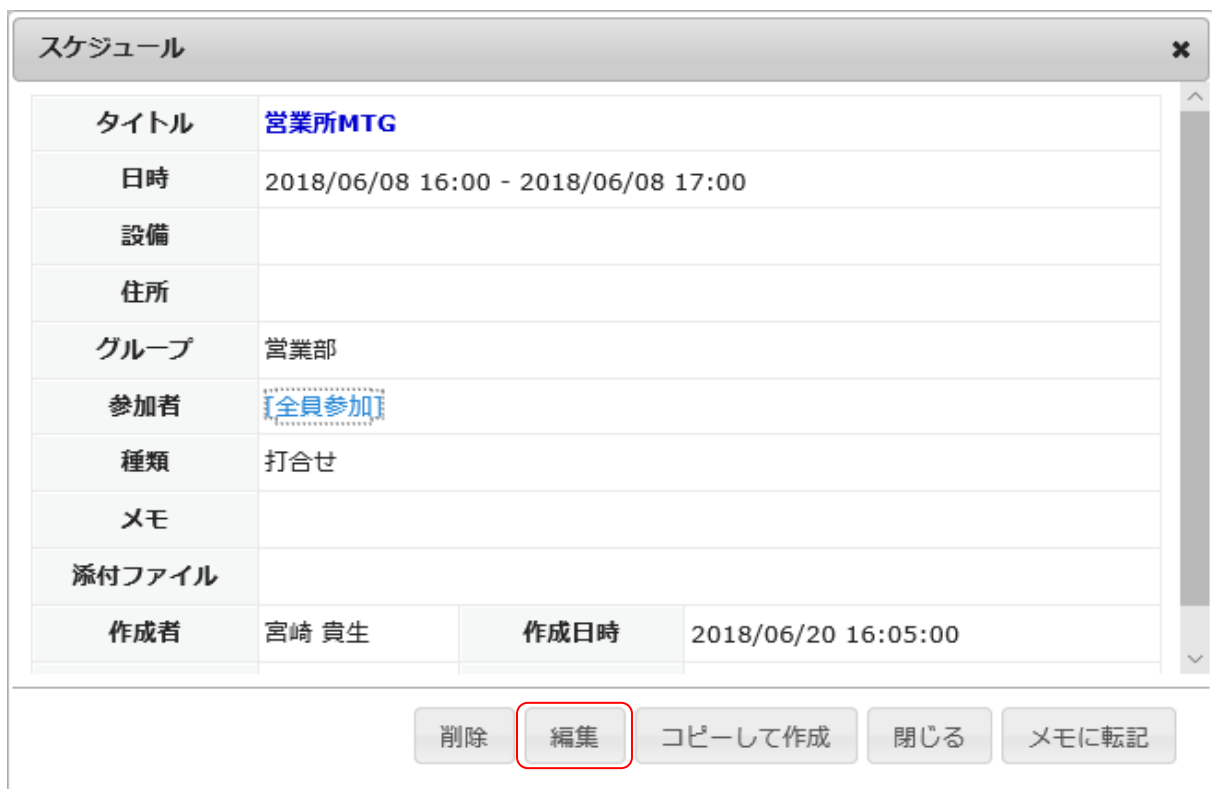 スケジュール
タイトル 営業所MTG
日時 2018/06/08 16:00 - 2018/06/08 17:00
設備
住所
グループ 営業部
参加者 [全員参加]
種類 打合せ
メモ
添付ファイル
作成者 宮崎 貴生 作成日時 2018/06/20 16:05:00
削除 編集 コピーして作成 閉じる メモに転記